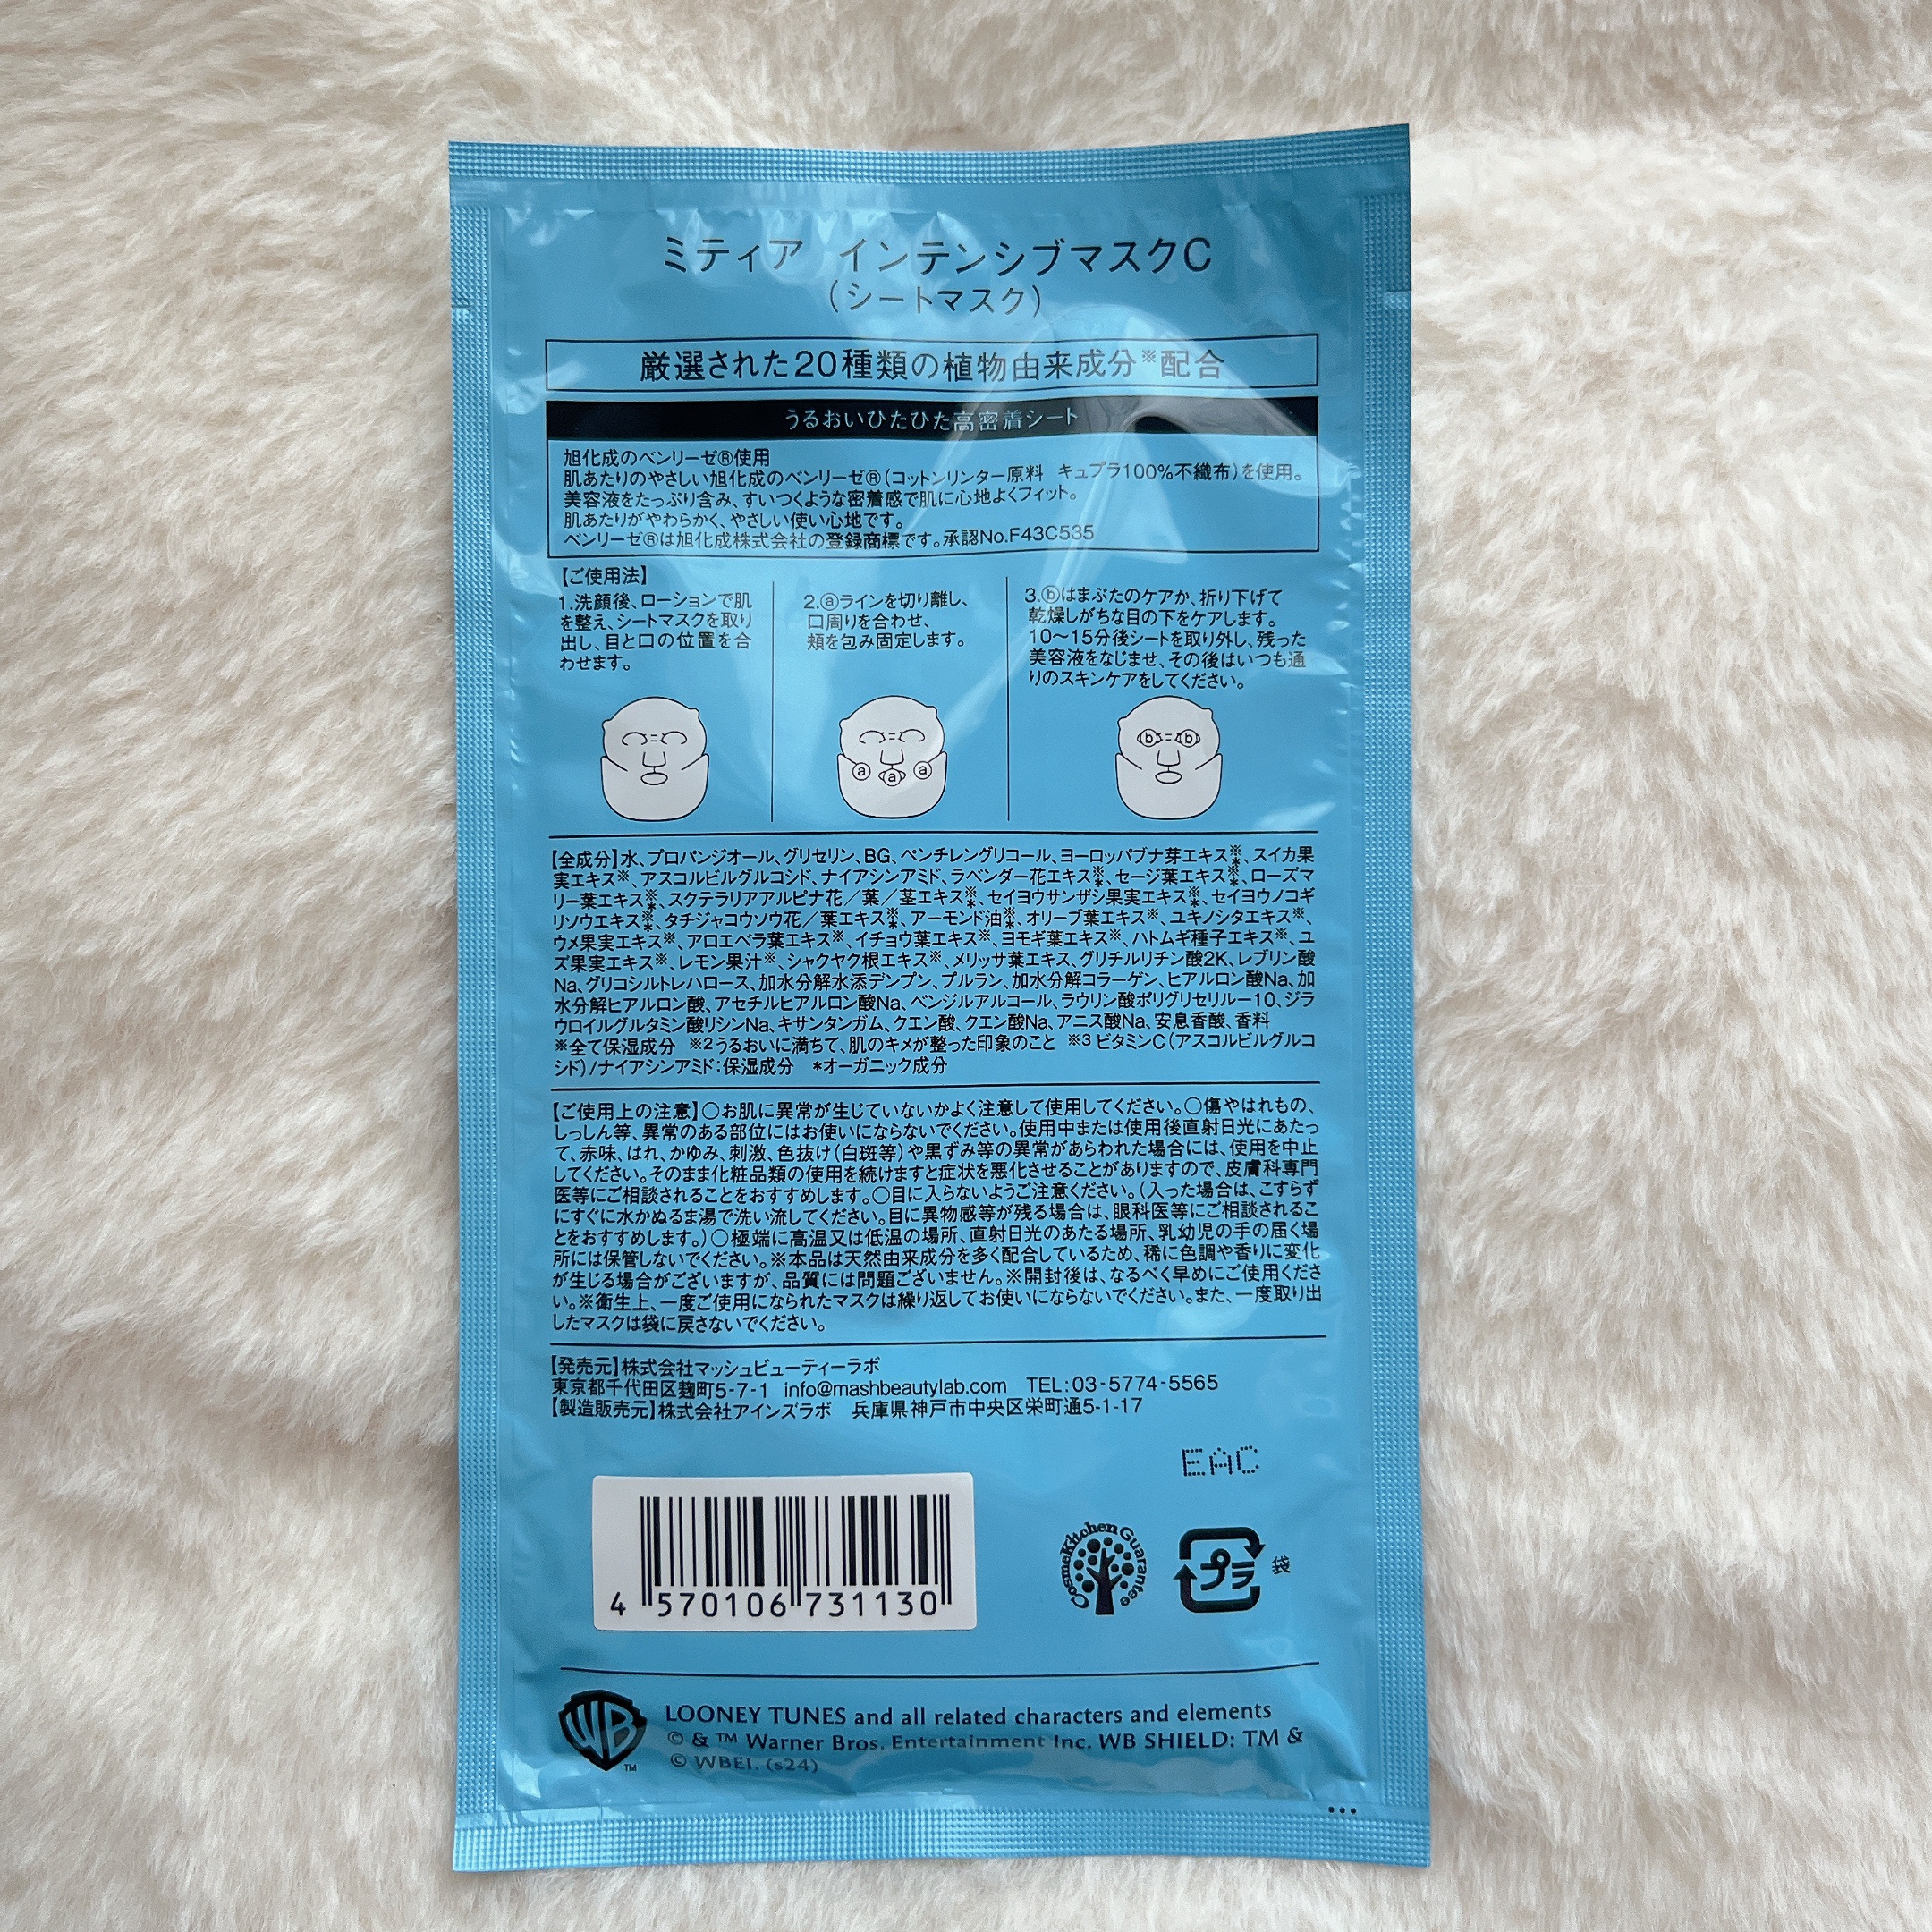 ミティア インテンシブマスクC
(シートマスク)
厳選された20種類の植物由来成分※配合
うるおいひたひた高密着シート
旭化成のベンリーゼ®使用
肌あたりのやさしい旭化成のベンリーゼ®(コットンリンター原料 キュプラ100%不織布)を使用。
美容液をたっぷり含み、すいつくような密着感で肌に心地よくフィット。
肌あたりがやわらかく、やさしい使い心地です。
ベンリーゼ®は旭化成株式会社の登録商標です。承認No.F43C535
【ご使用法】
1.洗顔後、ローションで肌
を整え、シートマスクを取り
出し、目と口の位置を合
わせます。
2.ⓐラインを切り離し、
口周りを合わせ、
頬を包み固定します。
3.ⓑはまぶたのケアか、折り下げて
乾燥しがちな目の下をケアします。
10〜15分後シートを取り外し、残った
美容液をなじませ、その後はいつも通
りのスキンケアをしてください。
a a a
b b
【全成分】水、プロパンジオール、グリセリン、BG、ペンチレングリコール、ヨーロッパブナ芽エキス※*、スイカ果
実エキス※、アスコルビルグルコシド、ナイアシンアミド、ラベンダー花エキス※*、セージ葉エキス※*、ローズマ
リー葉エキス※*、スクテラリアアルピナ花/葉/茎エキス※*、セイヨウサンザシ果実エキス※*、セイヨウノコギ
リソウエキス※*、タチジャコウソウ花/葉エキス※*、アーモンド油※*、オリーブ葉エキス※、ユキノシタエキス※、
ウメ果実エキス※、アロエベラ葉エキス※、イチョウ葉エキス※、ヨモギ葉エキス※、ハトムギ種子エキス※、ユ
ズ果実エキス※、レモン果汁※、シャクヤク根エキス※、メリッサ葉エキス、グリチルリチン酸2K、レブリン酸
Na、グリコシルトレハロース、加水分解水添デンプン、プルラン、加水分解コラーゲン、ヒアルロン酸Na、加
水分解ヒアルロン酸、アセチルヒアルロン酸Na、ベンジルアルコール、ラウリン酸ポリグリセリル-10、ジラ
ウロイルグルタミン酸リシンNa、キサンタンガム、クエン酸、クエン酸Na、アニス酸Na、安息香酸、香料
※全て保湿成分 ※2うるおいに満ちて、肌のキメが整った印象のこと ※3 ビタミンC(アスコルビルグルコ
シド)/ナイアシンアミド:保湿成分 *オーガニック成分
【ご使用上の注意】○お肌に異常が生じていないかよく注意して使用してください。○傷やはれもの、
しっしん等、異常のある部位にはお使いにならないでください。使用中または使用後直射日光にあたっ
て、赤味、はれ、かゆみ、刺激、色抜け(白斑等)や黒ずみ等の異常があらわれた場合には、使用を中止
してください。そのまま化粧品類の使用を続けますと症状を悪化させることがありますので、皮膚科専門
医等にご相談されることをおすすめします。○目に入らないようご注意ください。(入った場合は、こすらず
にすぐに水かぬるま湯で洗い流してください。目に異物感等が残る場合は、眼科医等にご相談されるこ
とをおすすめします。)○極端に高温又は低温の場所、直射日光のあたる場所、乳幼児の手の届く場
所には保管しないでください。※本品は天然由来成分を多く配合しているため、稀に色調や香りに変化
が生じる場合がございますが、品質には問題ございません。※開封後は、なるべく早めにご使用くださ
い。※衛生上、一度ご使用になられたマスクは繰り返してお使いにならないでください。また、一度取り出
したマスクは袋に戻さないでください。
【発売元】株式会社マッシュビューティーラボ
東京都千代田区麹町5-7-1 info@mashbeautylab.com TEL:03-5774-5565
【製造販売元】株式会社アインズラボ 兵庫県神戸市中央区栄町通5-1-17
EAC
4 570106 731130
CosmeKitchen Guarantee
プラ 袋
WB TM
LOONEY TUNES and all related characters and elements
© & ™ Warner Bros. Entertainment Inc. WB SHIELD: TM &
© WBEI. (s24)